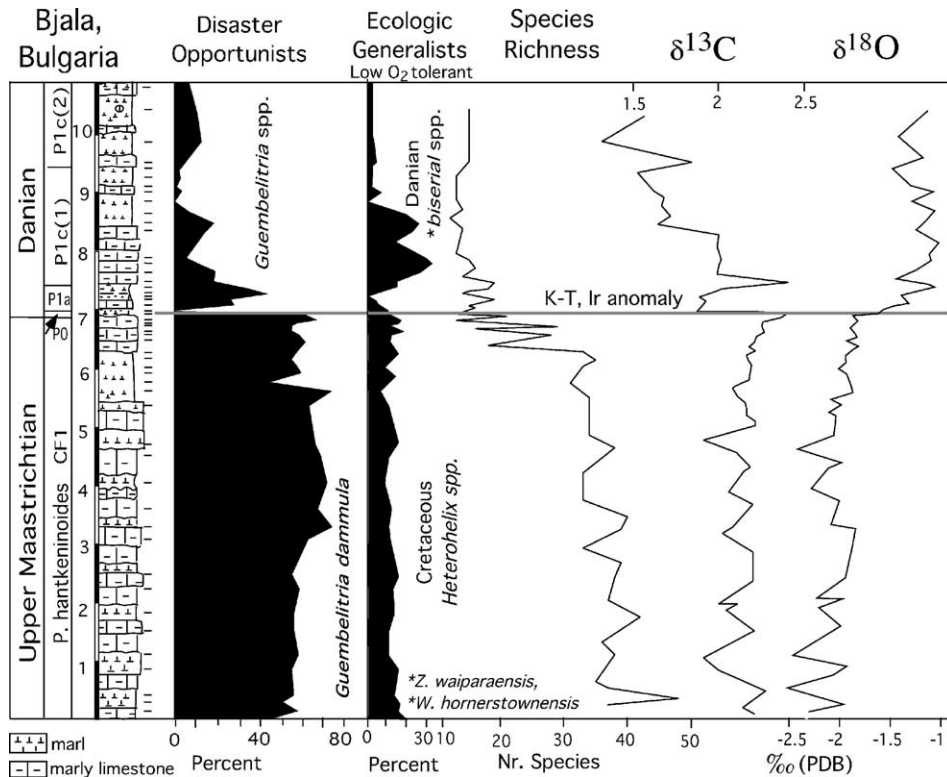 Bjala,
Bulgaria
Disaster
Opportunists
Ecologic
Generalists
Low O2 tolerant
Species
Richness
δ13C
δ18O
1.5 2 2.5
Danian
P1c(2)
P1c(1)
P1a
P0
Upper Maastrichtian
P. hantkeninoides CF1
10
9
8
7
6
5
4
3
2
1
e
Guembelitria spp.
Guembelitria dammula
Danian
*biserial spp.
Cretaceous
Heterohelix spp.
K-T, Ir anomaly
*Z. waiparaensis,
*W. hornerstownensis
0 40 80
Percent
0 30
Percent
10 20 30 40 50
Nr. Species
-2.5 -2 -1.5 -1
‰ (PDB)
marl
marly limestone